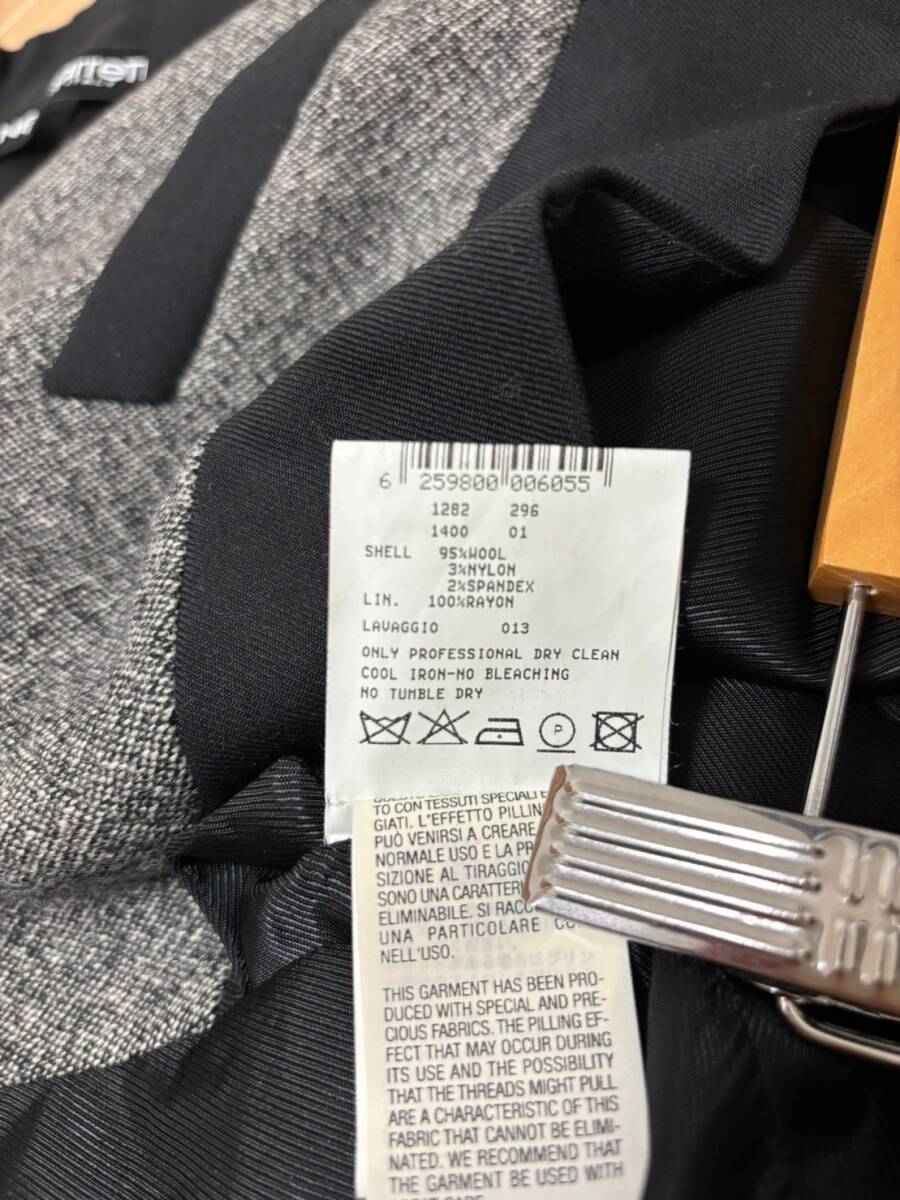 6 259800 006055
1282 296
1400 01
SHELL 95%WOOL
3%NYLON
2%SPANDEX
LIN. 100%RAYON
LAVAGGIO 013
ONLY PROFESSIONAL DRY CLEAN
COOL IRON-NO BLEACHING
NO TUMBLE DRY
P
TO CON TESSUTI SPECIALI E
GIATI. L'EFFETTO PILLIN
PUÒ VENIRSI A CREARE
NORMALE USO E LA
SIZIONE AL TIRAGGIO
SONO UNA CARATTERI
ELIMINABILE. SI
UNA PARTICOLARE
NELL'USO.
THIS GARMENT HAS BEEN PRO-
DUCED WITH SPECIAL AND PRE-
CIOUS FABRICS. THE PILLING EF-
FECT THAT MAY OCCUR DURING
ITS USE AND THE POSSIBILITY
THAT THE THREADS MIGHT PULL
ARE A CHARACTERISTIC OF THIS
FABRIC THAT CANNOT BE ELIMI-
NATED. WE RECOMMEND THAT
THE GARMENT BE USED WITH